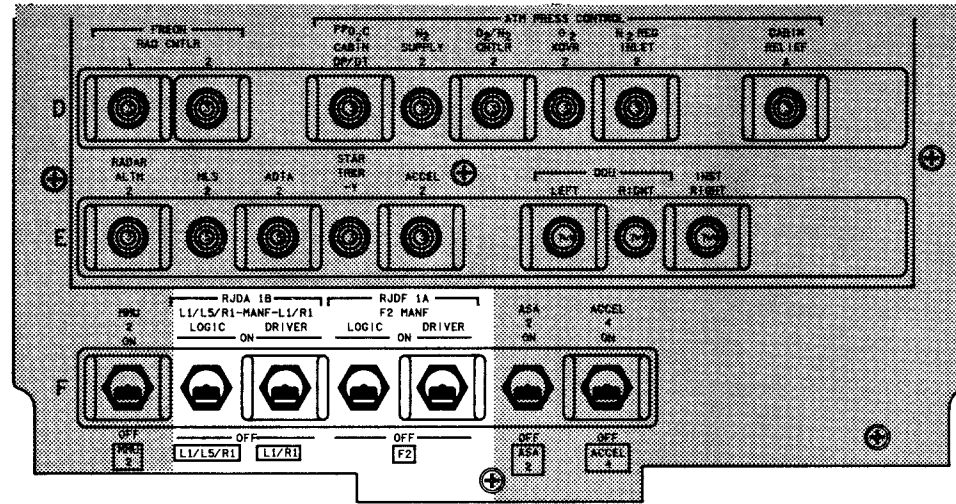 ATM PRESS CONTROL
FREON
RAD CNTLR
PPO2C N2 O2/N2 O2 N2 REG CABIN
CABIN SUPPLY CNTLR XOVR INLET RELIEF
DP/DT 2 2 2 2 A
1 2
D
RADAR MLS ADTA STAR ACCEL
ALTM 2 2 TRKR 2
2 -Y
DDU INST
LEFT RIGHT RIGHT
E
MMU RJDA 1B RJDF 1A ASA ACCEL
2 L1/L5/R1-MANF-L1/R1 F2 MANF 2 4
ON LOGIC DRIVER LOGIC DRIVER ON ON
ON ON
F
OFF OFF OFF OFF OFF
MMU L1/L5/R1 L1/R1 F2 ASA ACCEL
2 2 4